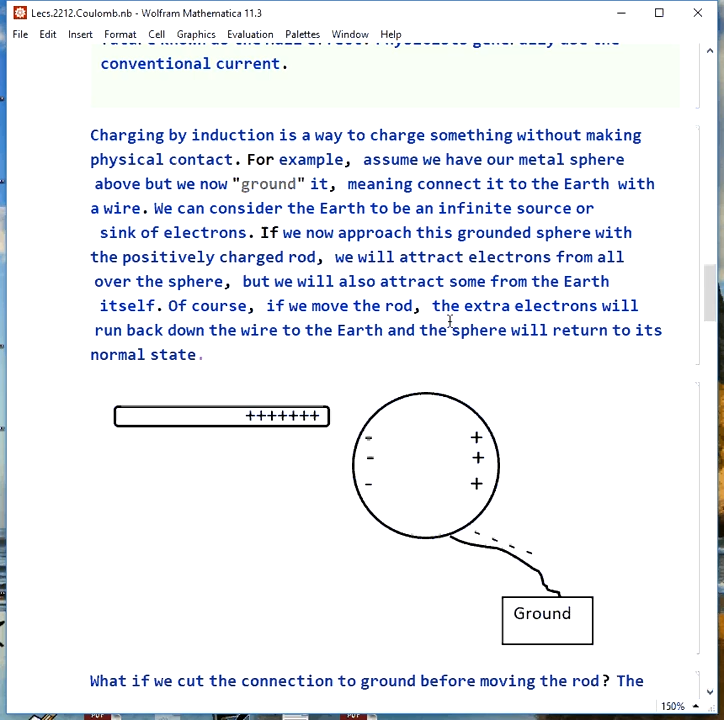 Lecs.2212.Coulomb.nb - Wolfram Mathematica 11.3
File Edit Insert Format Cell Graphics Evaluation Palettes Window Help
conventional current.
Charging by induction is a way to charge something without making
physical contact. For example, assume we have our metal sphere
above but we now "ground" it, meaning connect it to the Earth with
a wire. We can consider the Earth to be an infinite source or
sink of electrons. If we now approach this grounded sphere with
the positively charged rod, we will attract electrons from all
over the sphere, but we will also attract some from the Earth
itself. Of course, if we move the rod, the extra electrons will
run back down the wire to the Earth and the sphere will return to its
normal state.
+++++++
- +
- +
- +
- - - -
Ground
What if we cut the connection to ground before moving the rod? The
150%